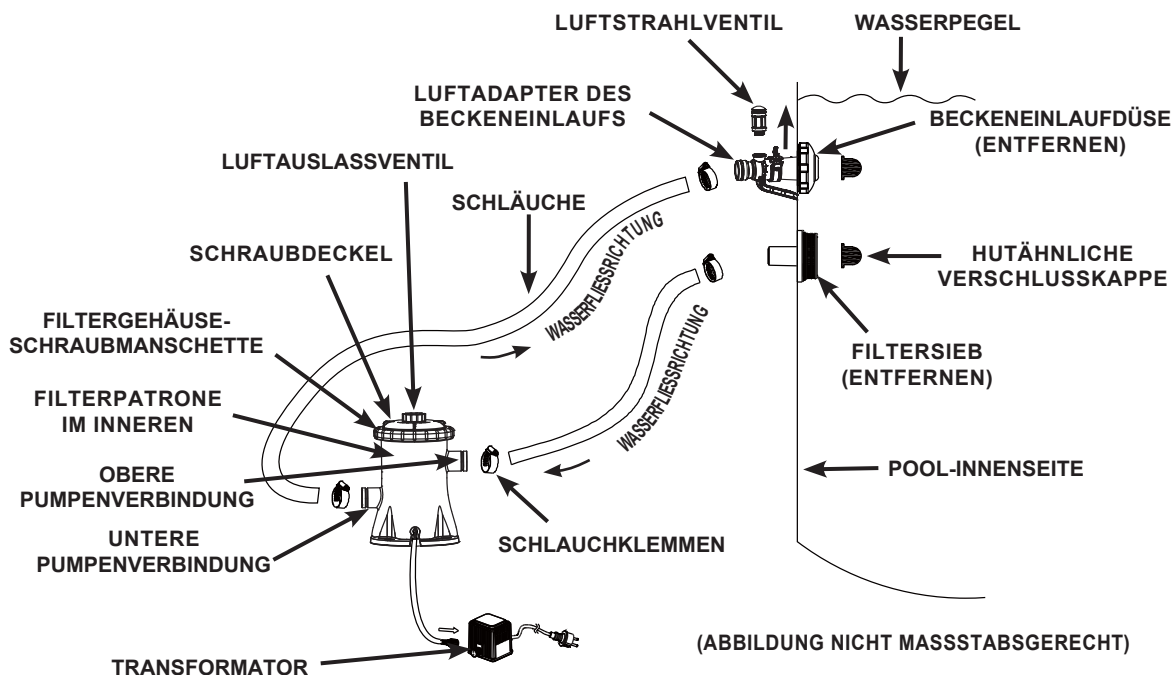 LUFTSTRAHLVENTIL
WASSERPEGEL
LUFTADAPTER DES
BECKENEINLAUFS
BECKENEINLAUFDÜSE
(ENTFERNEN)
LUFTAUSLASSVENTIL
SCHLÄUCHE
SCHRAUBDECKEL
WASSERFLIESSRICHTUNG
HUTÄHNLICHE
VERSCHLUSSKAPPE
FILTERGEHÄUSE-
SCHRAUBMANSCHETTE
WASSERFLIESSRICHTUNG
FILTERSIEB
(ENTFERNEN)
FILTERPATRONE
IM INNEREN
OBERE
PUMPENVERBINDUNG
POOL-INNENSEITE
UNTERE
PUMPENVERBINDUNG
SCHLAUCHKLEMMEN
TRANSFORMATOR
(ABBILDUNG NICHT MASSSTABSGERECHT)